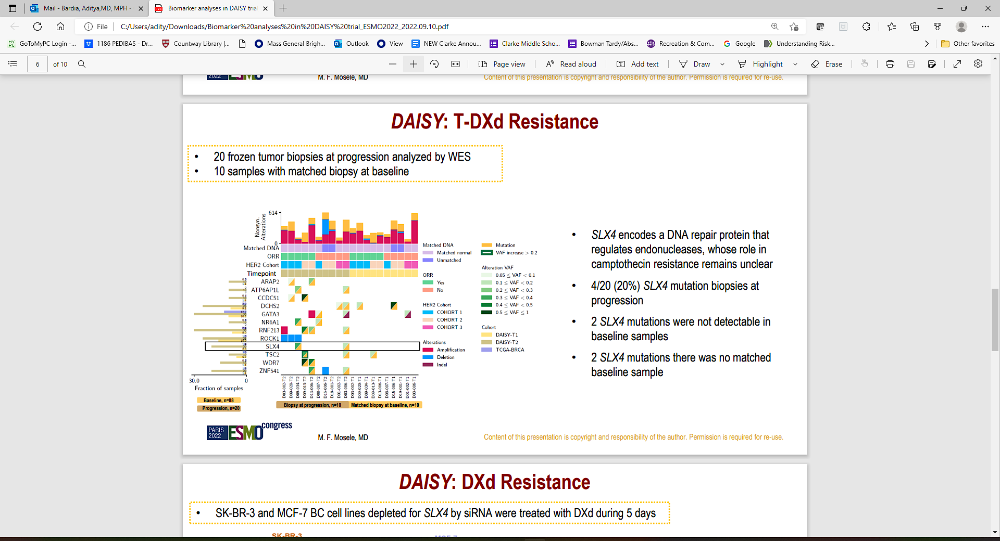 Mail - Bardia, Aditya,MD, MPH -
Biomarker analyses in DAISY tria
File
C:/Users/adity/Downloads/Biomarker%20analyses%20in%20DAISY%20trial_ESMO2022_2022.09.10.pdf
GoToMyPC Login -...
1186 PEDIBAS - Dr...
Countway Library |...
Mass General Brigh...
Outlook
View
NEW Clarke Annou...
Clarke Middle Scho...
Bowman Tardy/Abs...
Recreation & Com...
Google
Understanding Risk...
Other favorites
6 of 10
Page view
Read aloud
Add text
Draw
Highlight
Erase
2022 ESMO
M. F. Mosele, MD
Content of this presentation is copyright and responsibility of the author. Permission is required for re-use.
DAISY: T-DXd Resistance
• 20 frozen tumor biopsies at progression analyzed by WES
• 10 samples with matched biopsy at baseline
614
Nonsyn. Alterations
0
Matched DNA
ORR
HER2 Cohort
Timepoint
ARAP2
ATP6AP1L
CCDC51
DCHS2
GATA3
NR6A1
RNF213
ROCK1
SLX4
TSC2
WDR7
ZNF541
30.0 0
Fraction of samples
Baseline, n=88
Progression, n=20
D03-002-T2
D09-020-T2
D09-034-T2
D09-013-T2
D13-006-T2
D08-007-T2
D15-006-T2
D19-001-T2
D01-002-T2
D03-006-T2
D03-002-T1
D09-020-T1
D09-034-T1
D09-013-T1
D13-006-T1
D08-007-T1
D15-006-T1
D19-001-T1
D01-002-T1
D03-006-T1
Biopsy at progression, n=10
Matched biopsy at baseline, n=10
Matched DNA
Matched normal
Unmatched
ORR
Yes
No
HER2 Cohort
COHORT 1
COHORT 2
COHORT 3
Alterations
Amplification
Deletion
Indel
Mutation
VAF increase > 0.2
Alteration VAF
0.05 ≤ VAF < 0.1
0.1 ≤ VAF < 0.2
0.2 ≤ VAF < 0.3
0.3 ≤ VAF < 0.4
0.4 ≤ VAF < 0.5
0.5 ≤ VAF ≤ 1
Cohort
DAISY-T1
DAISY-T2
TCGA-BRCA
• SLX4 encodes a DNA repair protein that
regulates endonucleases, whose role in
camptothecin resistance remains unclear
• 4/20 (20%) SLX4 mutation biopsies at
progression
• 2 SLX4 mutations were not detectable in
baseline samples
• 2 SLX4 mutations there was no matched
baseline sample
PARIS
2022 ESMO congress
M. F. Mosele, MD
Content of this presentation is copyright and responsibility of the author. Permission is required for re-use.
DAISY: DXd Resistance
• SK-BR-3 and MCF-7 BC cell lines depleted for SLX4 by siRNA were treated with DXd during 5 days
SK-BR-3
MCF-7